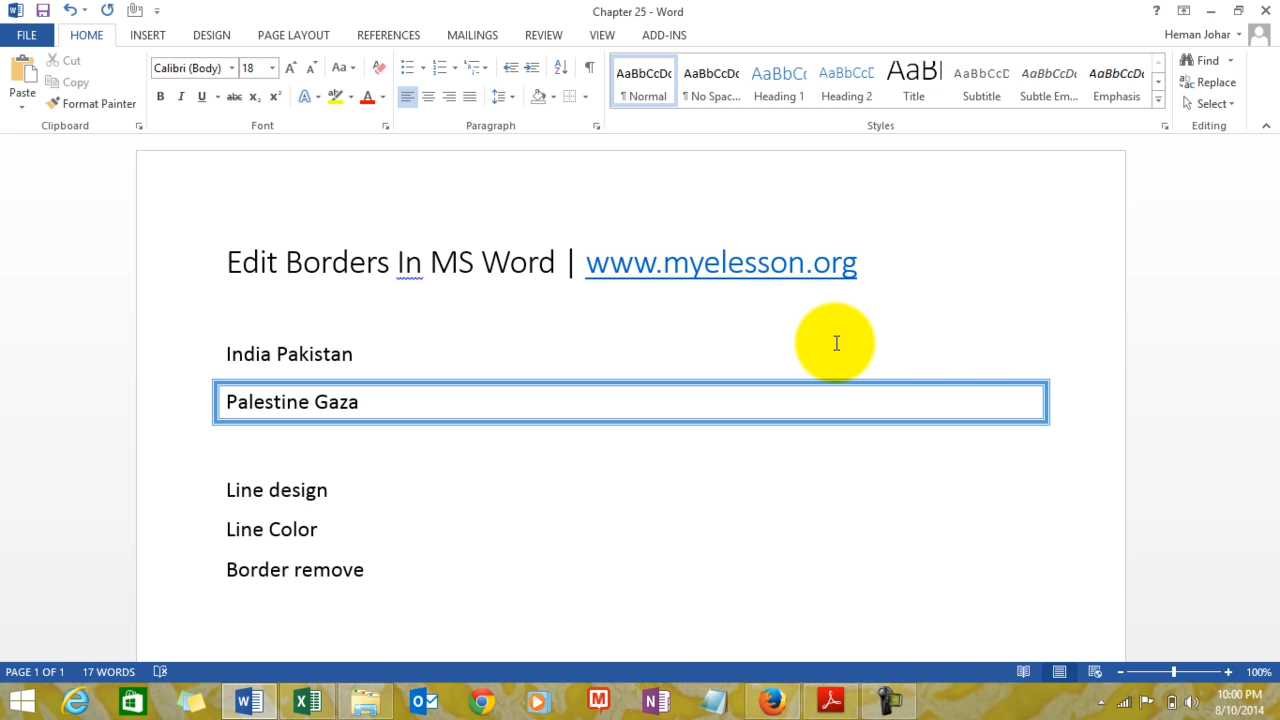 Chapter 25 - Word
FILE HOME INSERT DESIGN PAGE LAYOUT REFERENCES MAILINGS REVIEW VIEW ADD-INS Heman Johar
Paste
Cut
Copy
Format Painter
Clipboard
Calibri (Body) 18
Font
Paragraph
AaBbCcDc AaBbCcDc AaBbCc AaBbCcD AaBl AaBbCcD AaBbCcDc AaBbCcDc
¶ Normal ¶ No Spac... Heading 1 Heading 2 Title Subtitle Subtle Em... Emphasis
Styles
Find
Replace
Select
Editing
Edit Borders In MS Word | www.myelesson.org
India Pakistan
Palestine Gaza
Line design
Line Color
Border remove
PAGE 1 OF 1 17 WORDS 100%
10:00 PM
8/10/2014